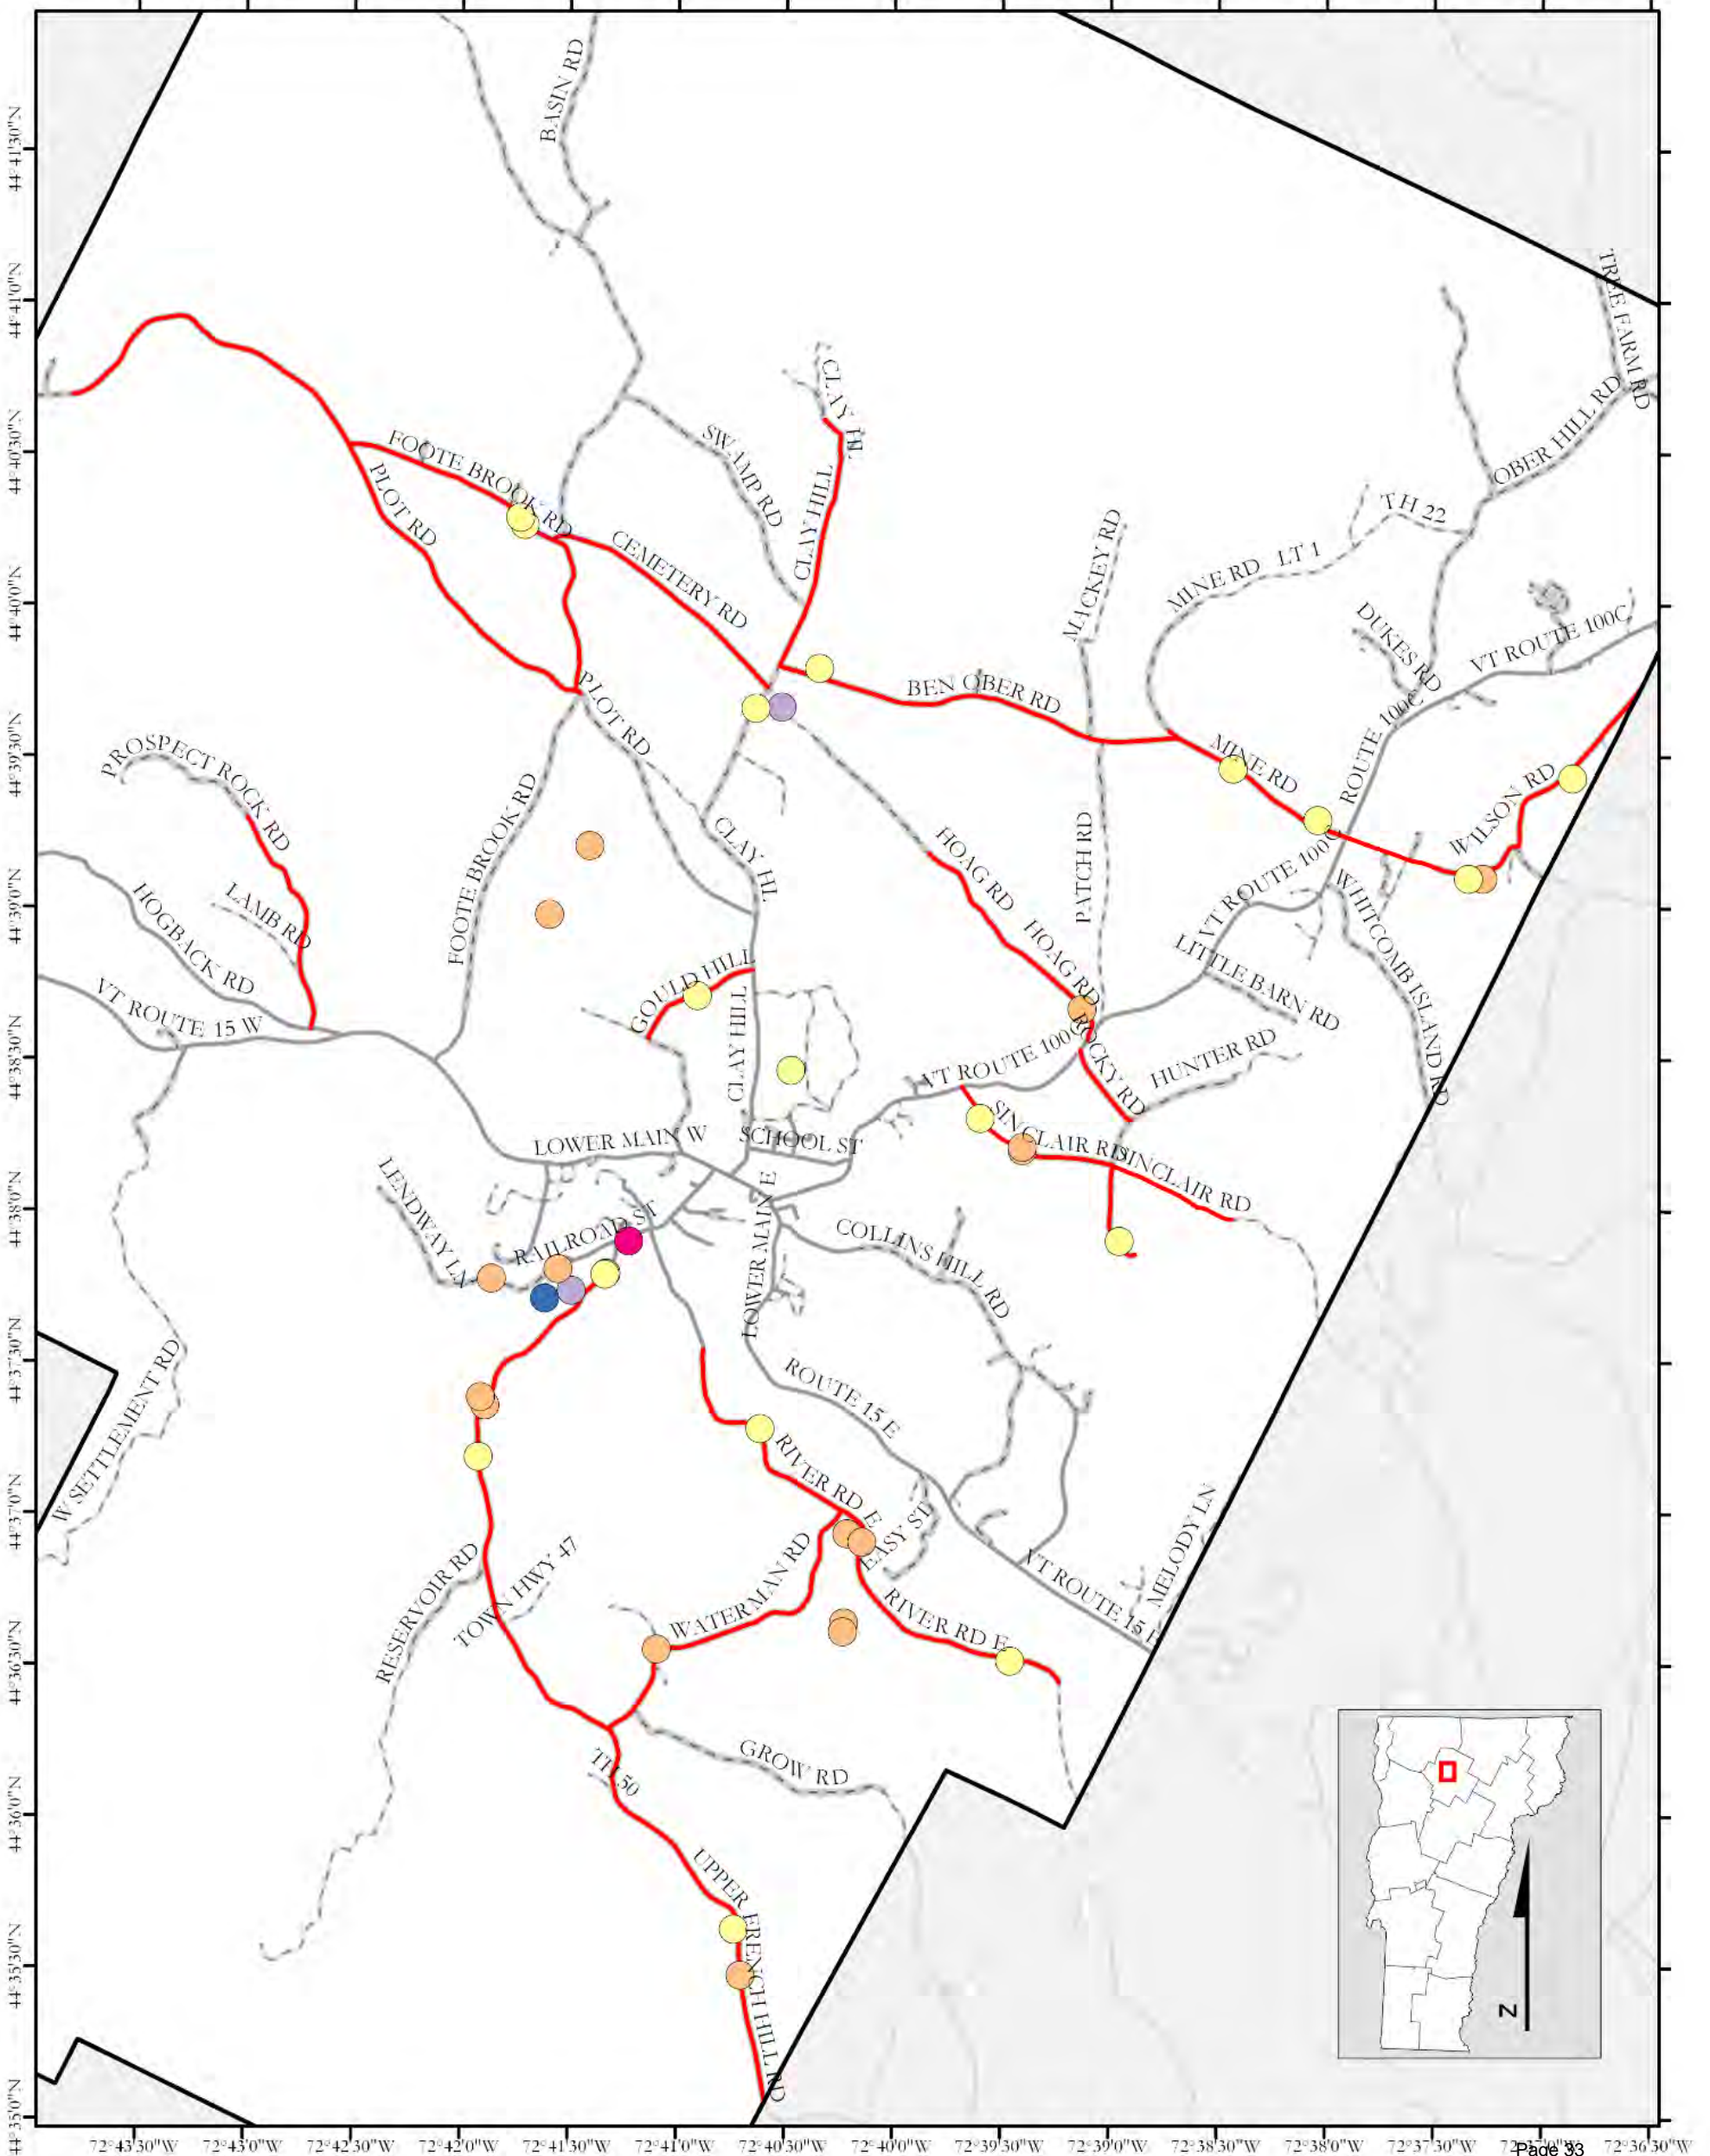 BASIN RD
44°41'30"N
44°41'0"N
TREE FARM RD
CLAY HL
OBER HILL RD
44°40'30"N
FOOTE BROOK RD
SWAMP RD
PLOT RD
CLAY HILL
TH 22
CEMETERY RD
MACKEY RD
MINE RD
LT 1
44°40'0"N
DUKES RD
VT ROUTE 100C
BEN OBER RD
PLOT RD
ROUTE 100C
44°39'30"N
PROSPECT ROCK RD
MINE RD
WILSON RD
FOOTE BROOK RD
CLAY HL
HOAG RD
PATCH RD
VT ROUTE 100C
44°39'0"N
HOGBACK RD
LAMB RD
WHITCOMB ISLAND RD
HOAG RD
LITTLE BARN RD
GOULD HILL
VT ROUTE 15 W
CLAY HILL
44°38'30"N
VT ROUTE 100C
ROCKY RD
HUNTER RD
LOWER MAIN W
SCHOOL ST
SINCLAIR RD
SINCLAIR RD
LENDWAY LN
44°38'0"N
RAILROAD ST
LOWER MAIN E
COLLINS HILL RD
44°37'30"N
W SETTLEMENT RD
ROUTE 15 E
RIVER RD E
44°37'0"N
EASY ST
MELODY LN
WATERMAN RD
VT ROUTE 15 E
RESERVOIR RD
TOWN HWY 47
RIVER RD E
44°36'30"N
GROW RD
TH 50
44°36'0"N
UPPER FRENCH HILL RD
44°35'30"N
N
44°35'0"N
72°43'30"W 72°43'0"W 72°42'30"W 72°42'0"W 72°41'30"W 72°41'0"W 72°40'30"W 72°40'0"W 72°39'30"W 72°39'0"W 72°38'30"W 72°38'0"W 72°37'30"W 72°37'0"W 72°36'30"W
Page 33